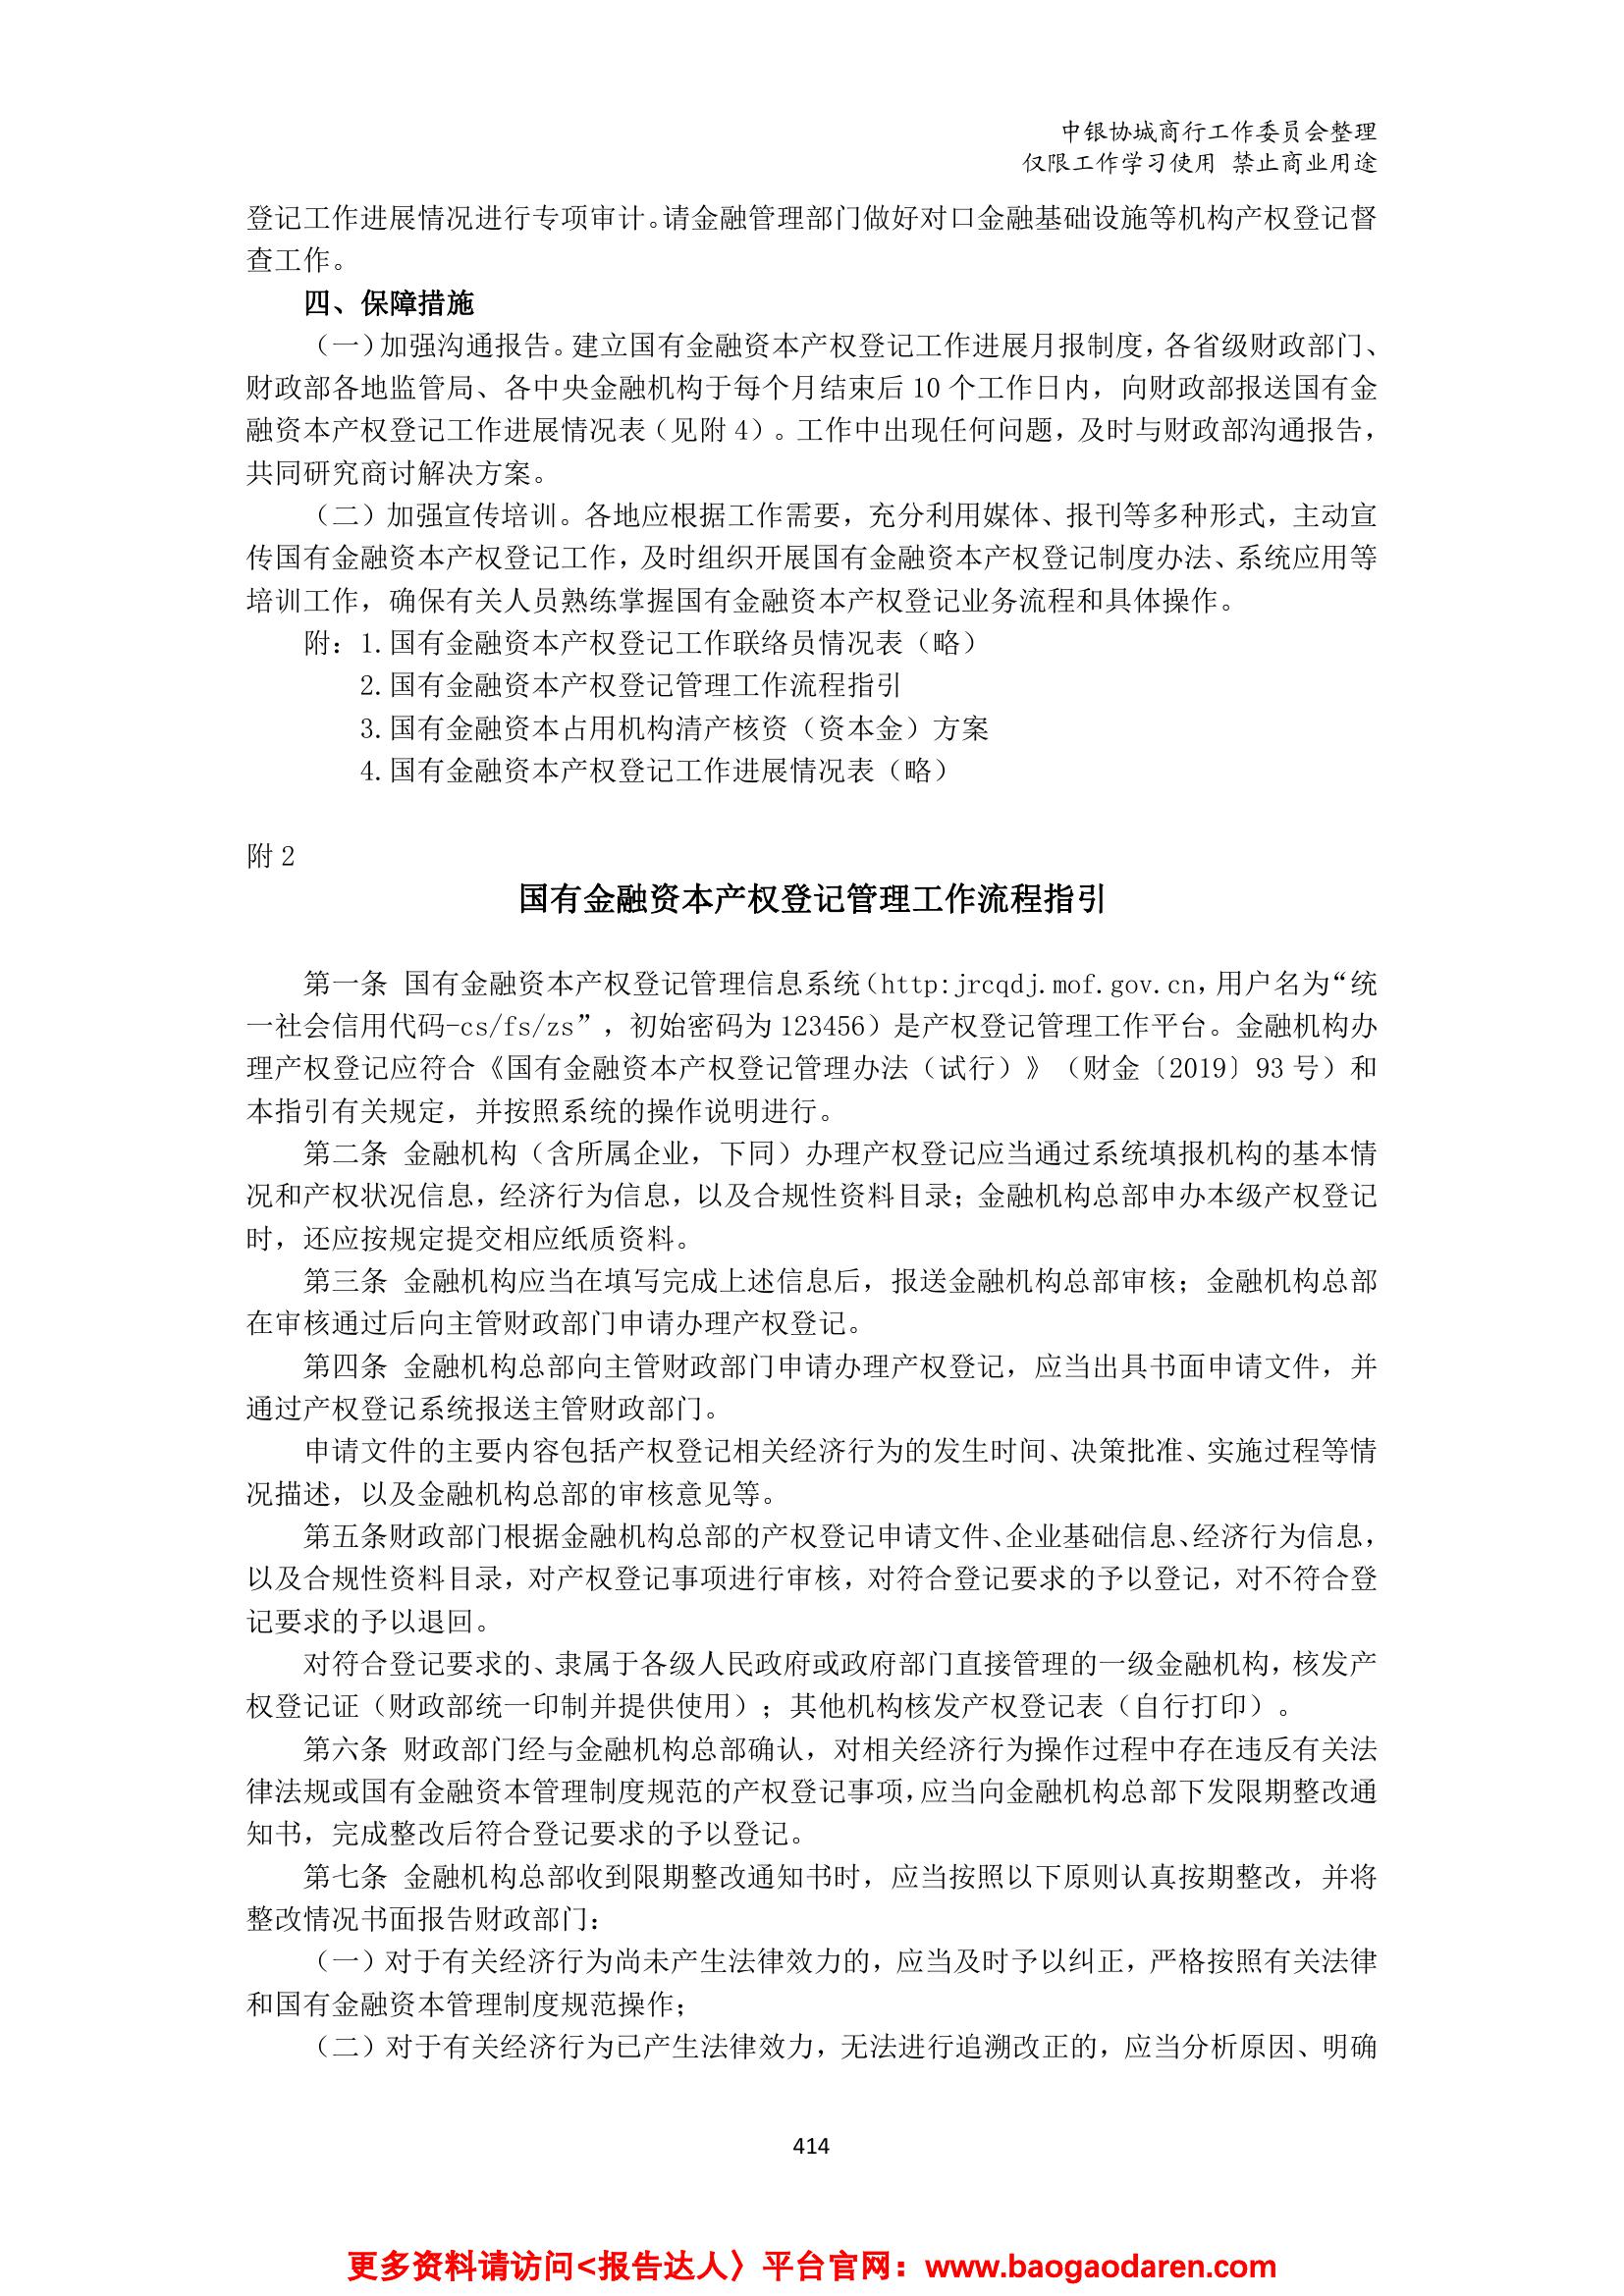 中银协城商行工作委员会整理
仅限工作学习使用 禁止商业用途
登记工作进展情况进行专项审计。请金融管理部门做好对口金融基础设施等机构产权登记督
查工作。
四、保障措施
（一）加强沟通报告。建立国有金融资本产权登记工作进展月报制度，各省级财政部门、
财政部各地监管局、各中央金融机构于每个月结束后 10 个工作日内，向财政部报送国有金
融资本产权登记工作进展情况表（见附 4）。工作中出现任何问题，及时与财政部沟通报告，
共同研究商讨解决方案。
（二）加强宣传培训。各地应根据工作需要，充分利用媒体、报刊等多种形式，主动宣
传国有金融资本产权登记工作，及时组织开展国有金融资本产权登记制度办法、系统应用等
培训工作，确保有关人员熟练掌握国有金融资本产权登记业务流程和具体操作。
附：1.国有金融资本产权登记工作联络员情况表（略）
2.国有金融资本产权登记管理工作流程指引
3.国有金融资本占用机构清产核资（资本金）方案
4.国有金融资本产权登记工作进展情况表（略）
附 2
国有金融资本产权登记管理工作流程指引
第一条 国有金融资本产权登记管理信息系统（http:jrcqdj.mof.gov.cn，用户名为“统
一社会信用代码-cs/fs/zs”，初始密码为 123456）是产权登记管理工作平台。金融机构办
理产权登记应符合《国有金融资本产权登记管理办法（试行）》（财金〔2019〕93 号）和
本指引有关规定，并按照系统的操作说明进行。
第二条 金融机构（含所属企业，下同）办理产权登记应当通过系统填报机构的基本情
况和产权状况信息，经济行为信息，以及合规性资料目录；金融机构总部申办本级产权登记
时，还应按规定提交相应纸质资料。
第三条 金融机构应当在填写完成上述信息后，报送金融机构总部审核；金融机构总部
在审核通过后向主管财政部门申请办理产权登记。
第四条 金融机构总部向主管财政部门申请办理产权登记，应当出具书面申请文件，并
通过产权登记系统报送主管财政部门。
申请文件的主要内容包括产权登记相关经济行为的发生时间、决策批准、实施过程等情
况描述，以及金融机构总部的审核意见等。
第五条财政部门根据金融机构总部的产权登记申请文件、企业基础信息、经济行为信息，
以及合规性资料目录，对产权登记事项进行审核，对符合登记要求的予以登记，对不符合登
记要求的予以退回。
对符合登记要求的、隶属于各级人民政府或政府部门直接管理的一级金融机构，核发产
权登记证（财政部统一印制并提供使用）；其他机构核发产权登记表（自行打印）。
第六条 财政部门经与金融机构总部确认，对相关经济行为操作过程中存在违反有关法
律法规或国有金融资本管理制度规范的产权登记事项，应当向金融机构总部下发限期整改通
知书，完成整改后符合登记要求的予以登记。
第七条 金融机构总部收到限期整改通知书时，应当按照以下原则认真按期整改，并将
整改情况书面报告财政部门：
（一）对于有关经济行为尚未产生法律效力的，应当及时予以纠正，严格按照有关法律
和国有金融资本管理制度规范操作；
（二）对于有关经济行为已产生法律效力，无法进行追溯改正的，应当分析原因、明确
414
更多资料请访问<报告达人〉平台官网：www.baogaodaren.com